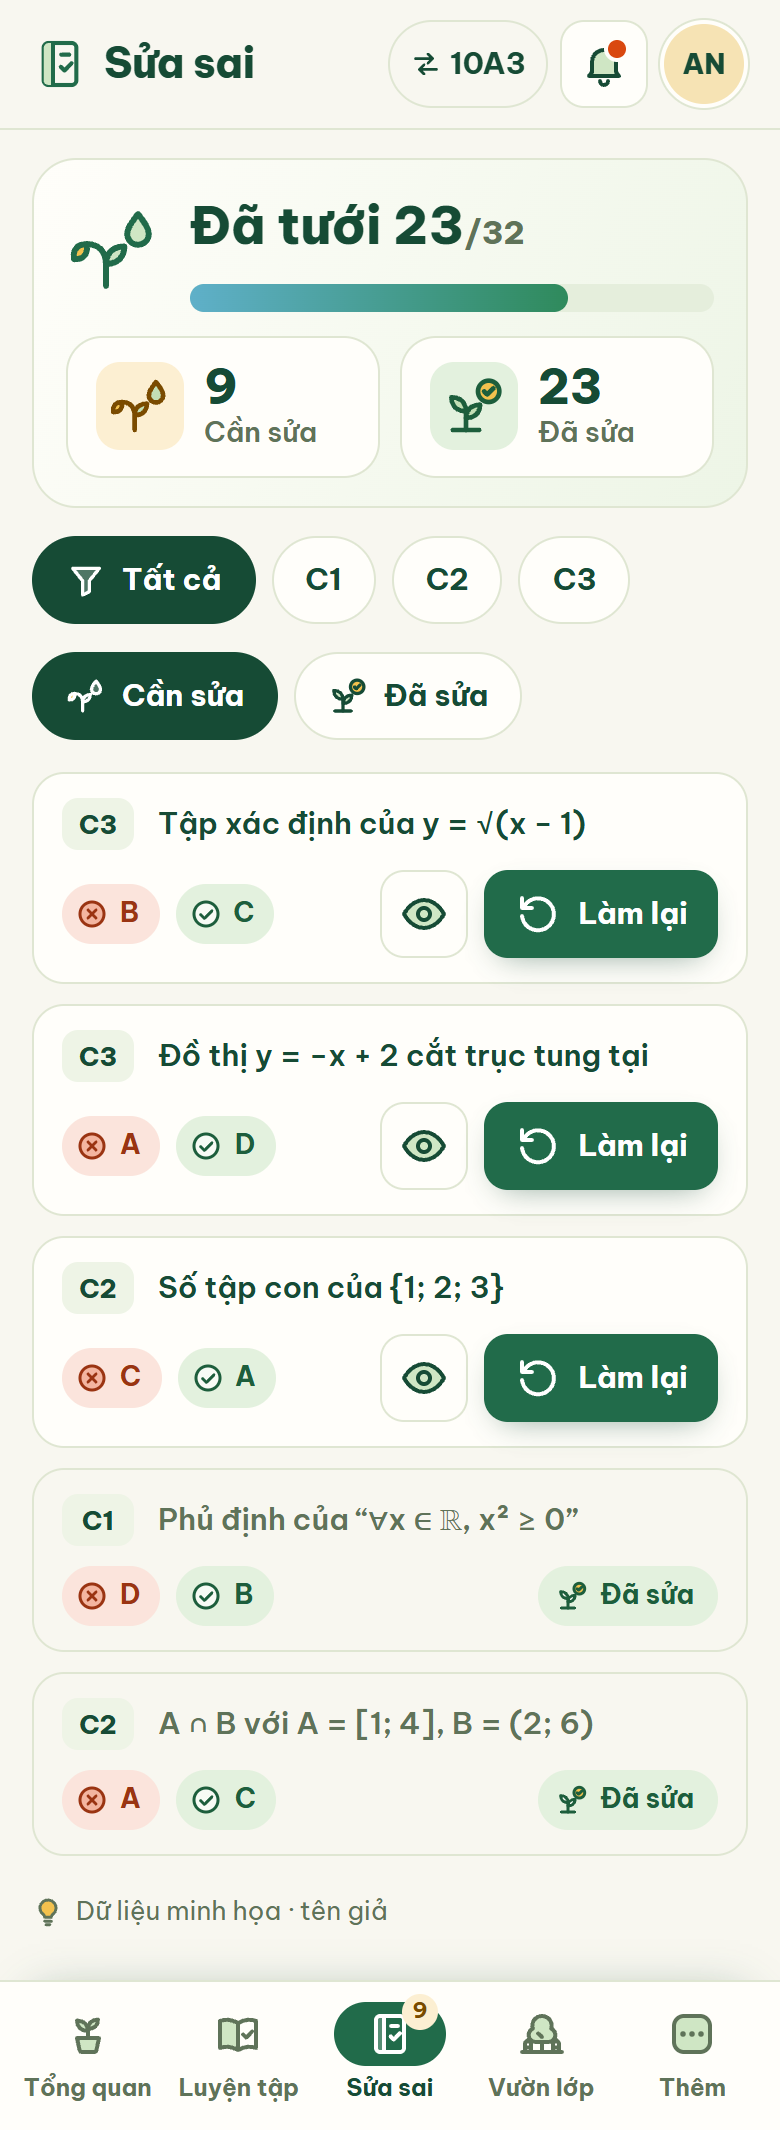 Sửa sai
10A3
AN
Đã tưới 23/32
9
Cần sửa
23
Đã sửa
Tất cả
C1
C2
C3
Cần sửa
Đã sửa
C3 Tập xác định của y = √(x − 1)
B C Làm lại
C3 Đồ thị y = −x + 2 cắt trục tung tại
A D Làm lại
C2 Số tập con của {1; 2; 3}
C A Làm lại
C1 Phủ định của “∀x ∈ ℝ, x² ≥ 0”
D B Đã sửa
C2 A ∩ B với A = [1; 4], B = (2; 6)
A C Đã sửa
Dữ liệu minh họa · tên giả
9
Tổng quan
Luyện tập
Sửa sai
Vườn lớp
Thêm